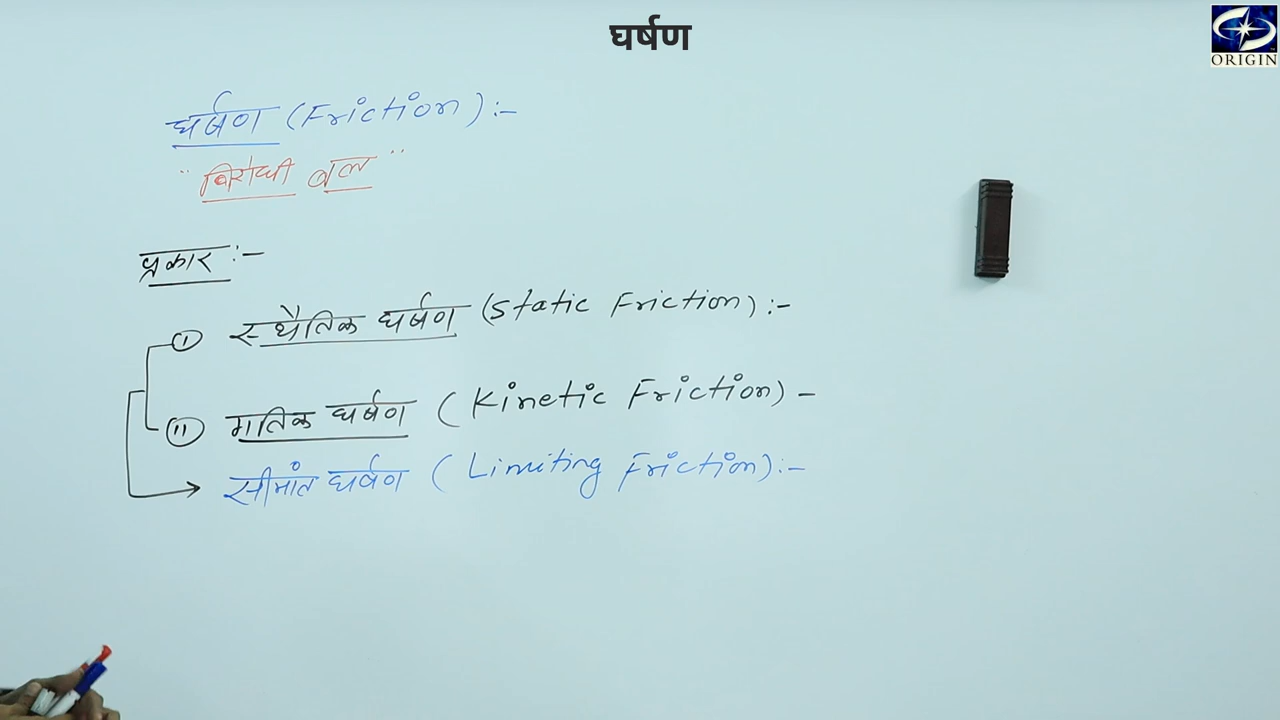 घर्षण
ORIGIN
घर्षण (Friction) :-
"विरोधी बल"
प्रकार :-
(I) स्थैतिक घर्षण (Static Friction) :-
(II) गतिक घर्षण (Kinetic Friction) -
→ सीमांत घर्षण (Limiting Friction) :-